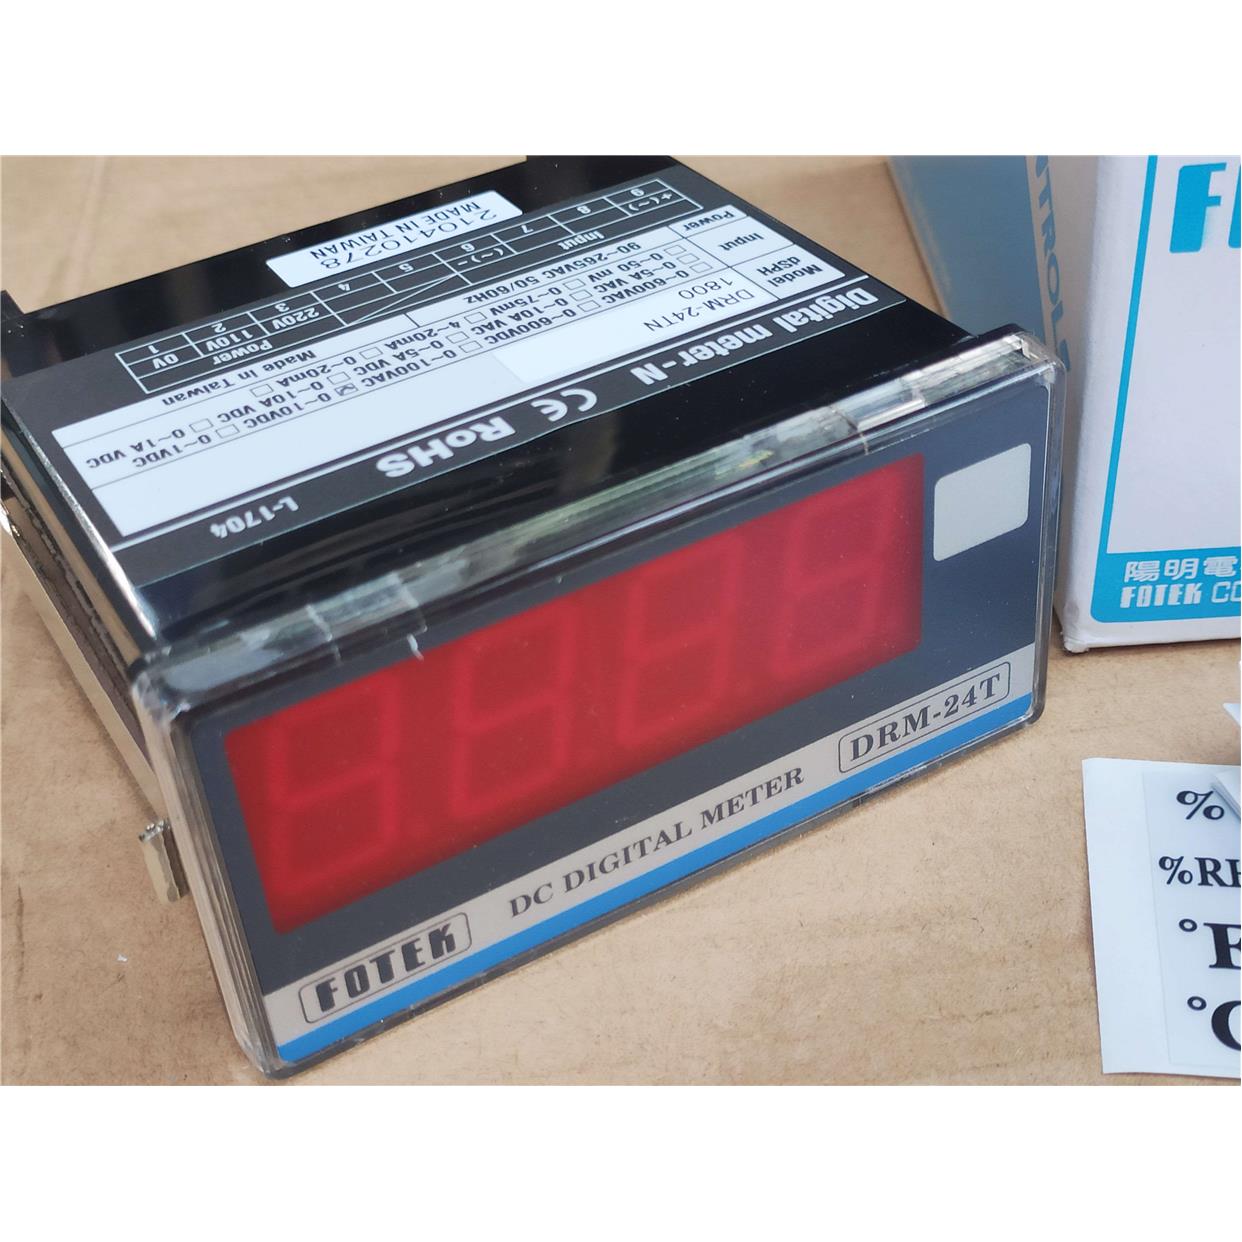 Digital meter-N CE RoHS L-1704
Model DRM-24TN
dSPH 1800
Input
0~600VAC
0~600VDC
0~100VAC
0~10VDC
0~1VDC
0~5A VAC
0~10A VAC
0~5A VDC
0~10A VDC
0~1A VDC
0~50 mV
0~75mV
4~20mA
0~20mA
Power 90~265VAC 50/60Hz
Made in Taiwan
+(~) (~)- 220V 110V 0V
Input Power
9 8 7 6 5 4 3 2 1
210410278
MADE IN TAIWAN
FOTEK
DC DIGITAL METER
DRM-24T
陽明電
FOTEK
%
°C